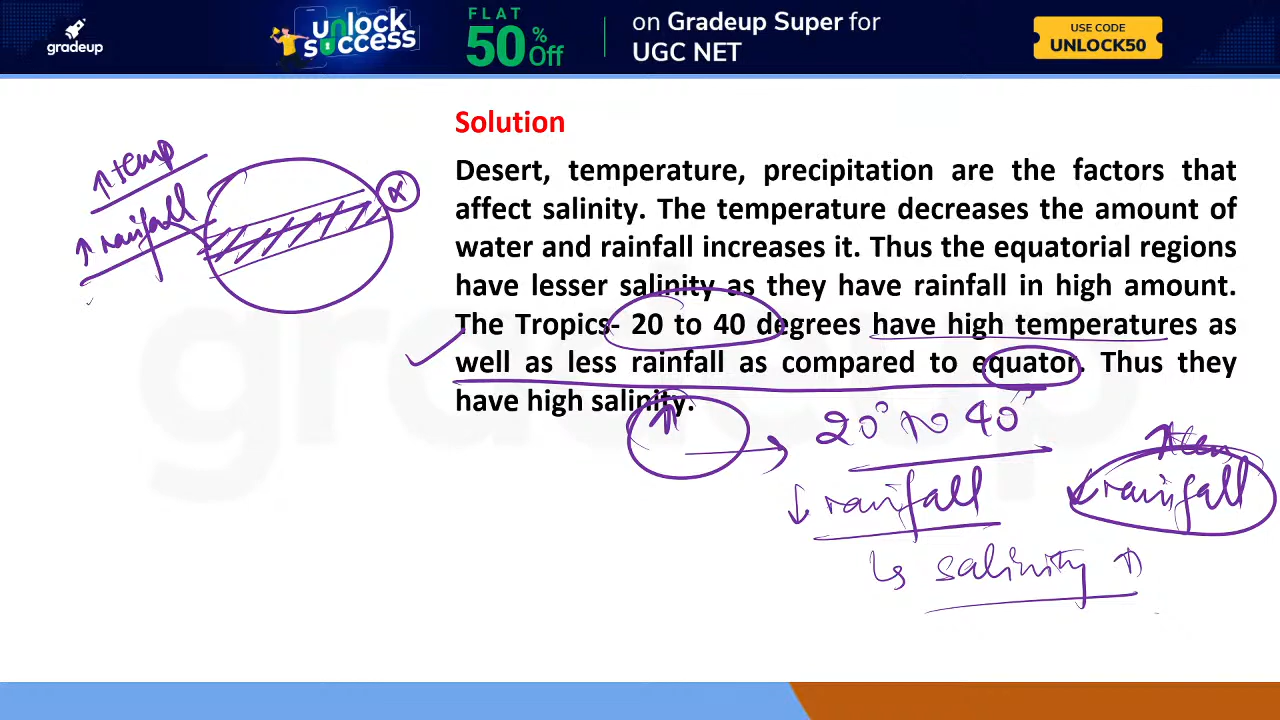 gradeup
unlock
success
FLAT
50% Off
on Gradeup Super for
UGC NET
USE CODE
UNLOCK50
Solution
Desert, temperature, precipitation are the factors that
affect salinity. The temperature decreases the amount of
water and rainfall increases it. Thus the equatorial regions
have lesser salinity as they have rainfall in high amount.
The Tropics- 20 to 40 degrees have high temperatures as
well as less rainfall as compared to equator. Thus they
have high salinity.
↑temp
↑ rainfall
↑
20° 40°
↓ rainfall
↓ rainfall
↳ salinity ↑
gradeup